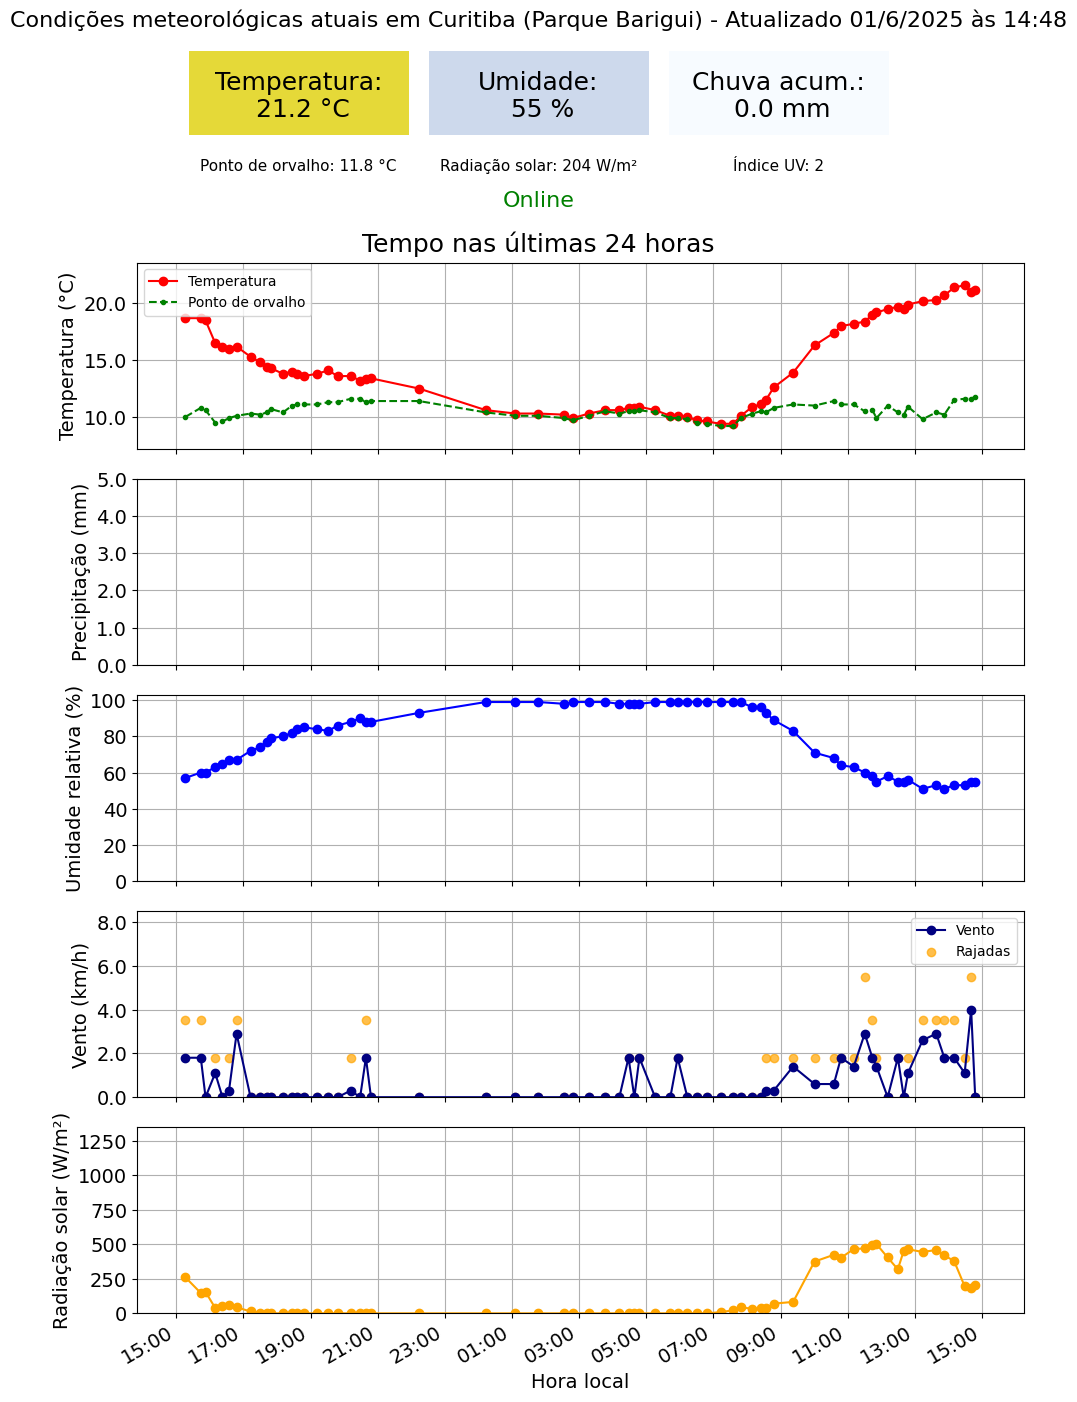 Condições meteorológicas atuais em Curitiba (Parque Barigui) - Atualizado 01/6/2025 às 14:48
Temperatura:
21.2 °C
Umidade:
55 %
Chuva acum.:
0.0 mm
Ponto de orvalho: 11.8 °C
Radiação solar: 204 W/m²
Índice UV: 2
Online
Tempo nas últimas 24 horas
Temperatura (°C)
20.0
15.0
10.0
Temperatura
Ponto de orvalho
Precipitação (mm)
5.0
4.0
3.0
2.0
1.0
0.0
Umidade relativa (%)
100
80
60
40
20
0
Vento (km/h)
8.0
6.0
4.0
2.0
0.0
Vento
Rajadas
Radiação solar (W/m²)
1250
1000
750
500
250
0
15:00
17:00
19:00
21:00
23:00
01:00
03:00
05:00
07:00
09:00
11:00
13:00
15:00
Hora local